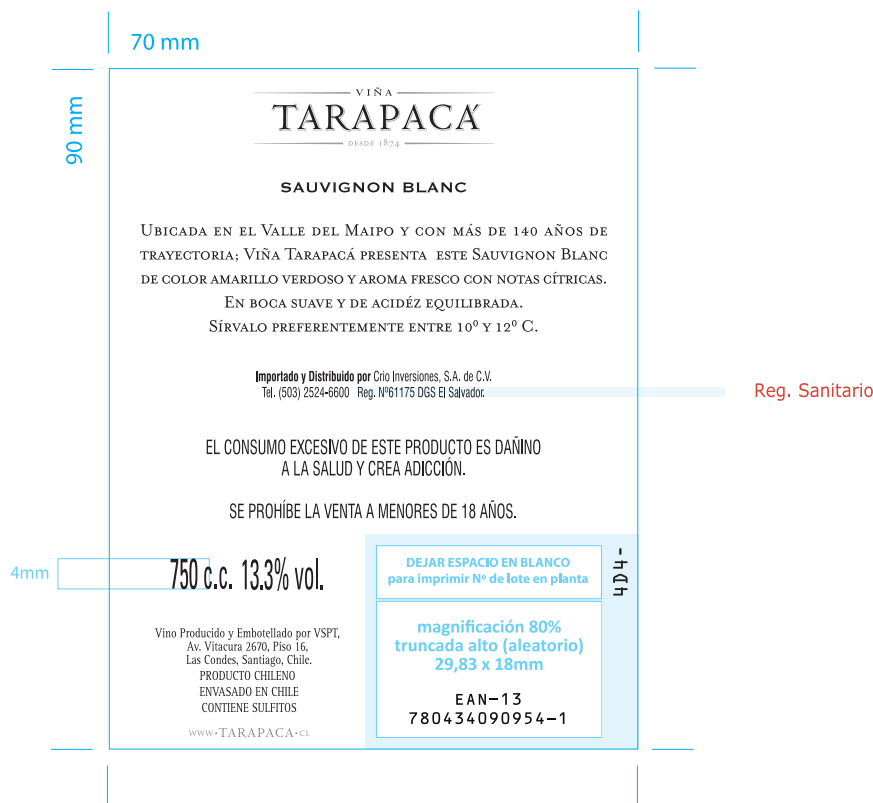 70 mm
90 mm
VIÑA
TARAPACÁ
DESDE 1874
SAUVIGNON BLANC
UBICADA EN EL VALLE DEL MAIPO Y CON MÁS DE 140 AÑOS DE
TRAYECTORIA; VIÑA TARAPACÁ PRESENTA ESTE SAUVIGNON BLANC
DE COLOR AMARILLO VERDOSO Y AROMA FRESCO CON NOTAS CÍTRICAS.
EN BOCA SUAVE Y DE ACIDÉZ EQUILIBRADA.
SÍRVALO PREFERENTEMENTE ENTRE 10º Y 12º C.
Importado y Distribuido por Crio Inversiones, S.A. de C.V.
Tel. (503) 2524-6600 Reg. Nº61175 DGS El Salvador.
Reg. Sanitario
EL CONSUMO EXCESIVO DE ESTE PRODUCTO ES DAÑINO
A LA SALUD Y CREA ADICCIÓN.
SE PROHÍBE LA VENTA A MENORES DE 18 AÑOS.
4mm
750 c.c. 13.3% vol.
DEJAR ESPACIO EN BLANCO
para imprimir Nº de lote en planta
4D4-
magnificación 80%
truncada alto (aleatorio)
29,83 x 18mm
EAN-13
780434090954-1
Vino Producido y Embotellado por VSPT,
Av. Vitacura 2670, Piso 16,
Las Condes, Santiago, Chile.
PRODUCTO CHILENO
ENVASADO EN CHILE
CONTIENE SULFITOS
WWW·TARAPACA·CL